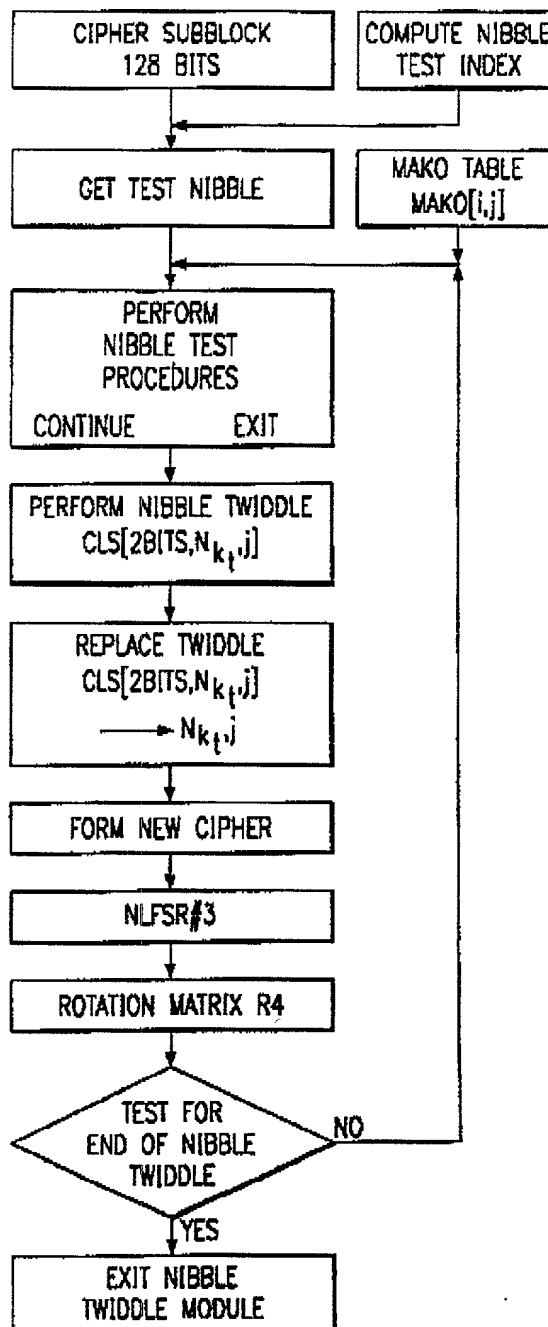 CIPHER SUBBLOCK
128 BITS
COMPUTE NIBBLE
TEST INDEX
GET TEST NIBBLE
MAKO TABLE
MAKO[i,j]
PERFORM
NIBBLE TEST
PROCEDURES
CONTINUE EXIT
PERFORM NIBBLE TWIDDLE
CLS[2BITS,Nkt,j]
REPLACE TWIDDLE
CLS[2BITS,Nkt,j]
⟶ Nkt,j
FORM NEW CIPHER
NLFSR#3
ROTATION MATRIX R4
TEST FOR
END OF NIBBLE
TWIDDLE
NO
YES
EXIT NIBBLE
TWIDDLE MODULE